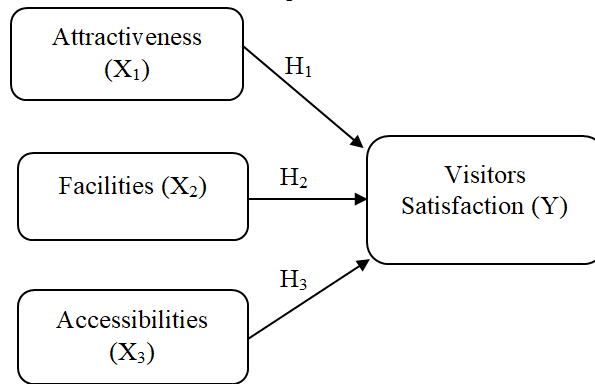 Attractiveness
(X₁)
H₁
Facilities (X₂)
H₂
Visitors
Satisfaction (Y)
H₃
Accessibilities
(X₃)